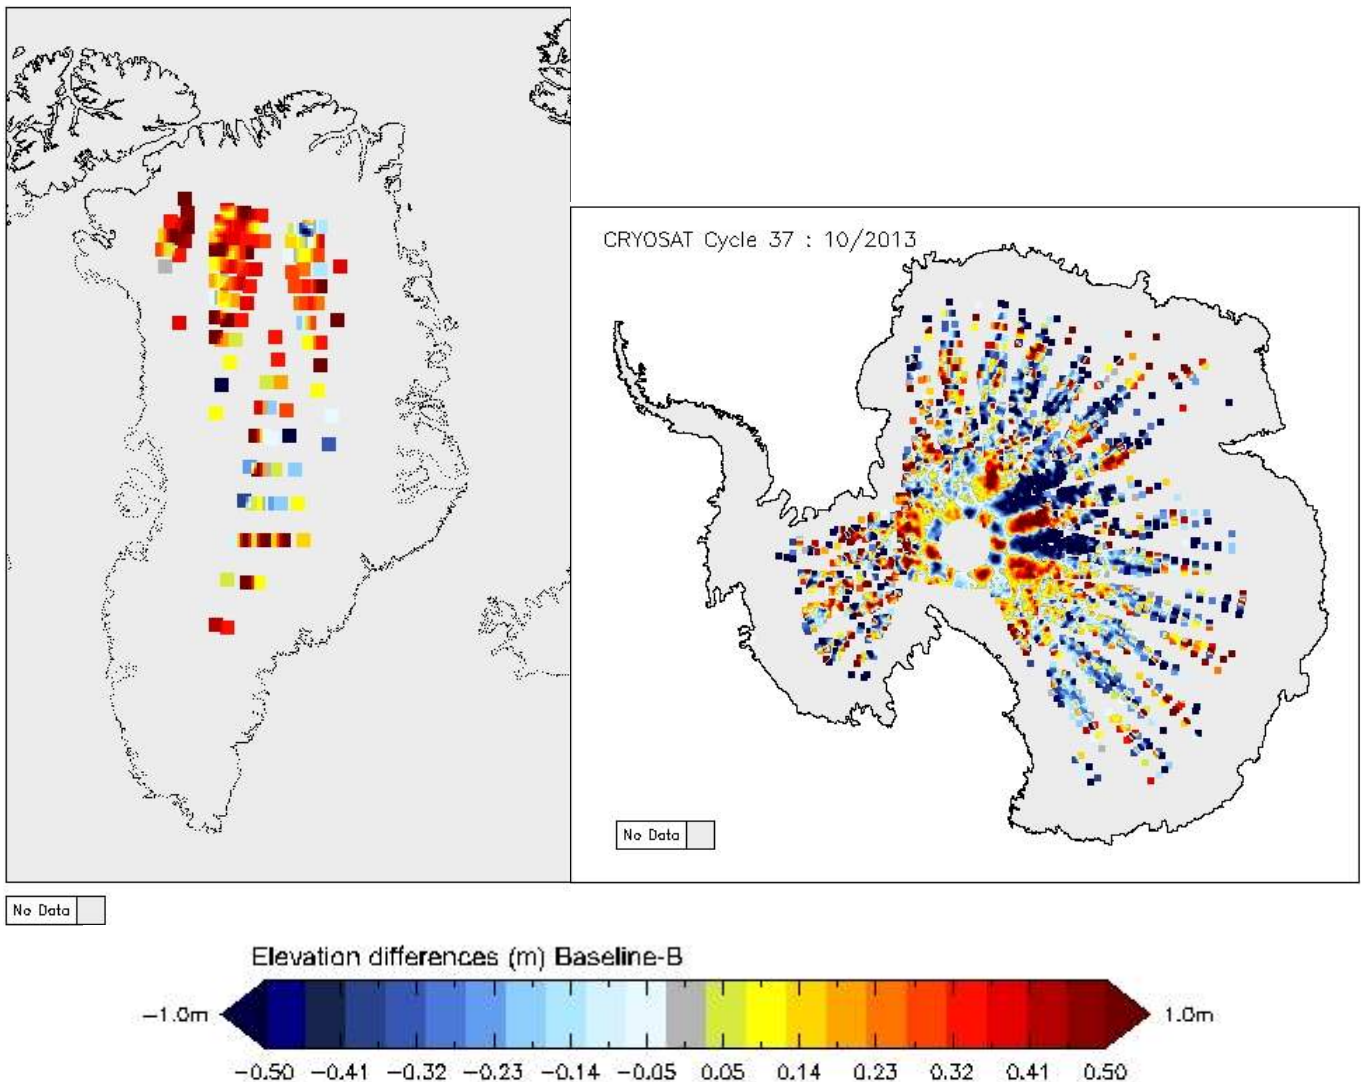 CRYOSAT Cycle 37 : 10/2013
No Data
No Data
Elevation differences (m) Baseline-B
−1.0m
1.0m
−0.50 −0.41 −0.32 −0.23 −0.14 −0.05 0.05 0.14 0.23 0.32 0.41 0.50